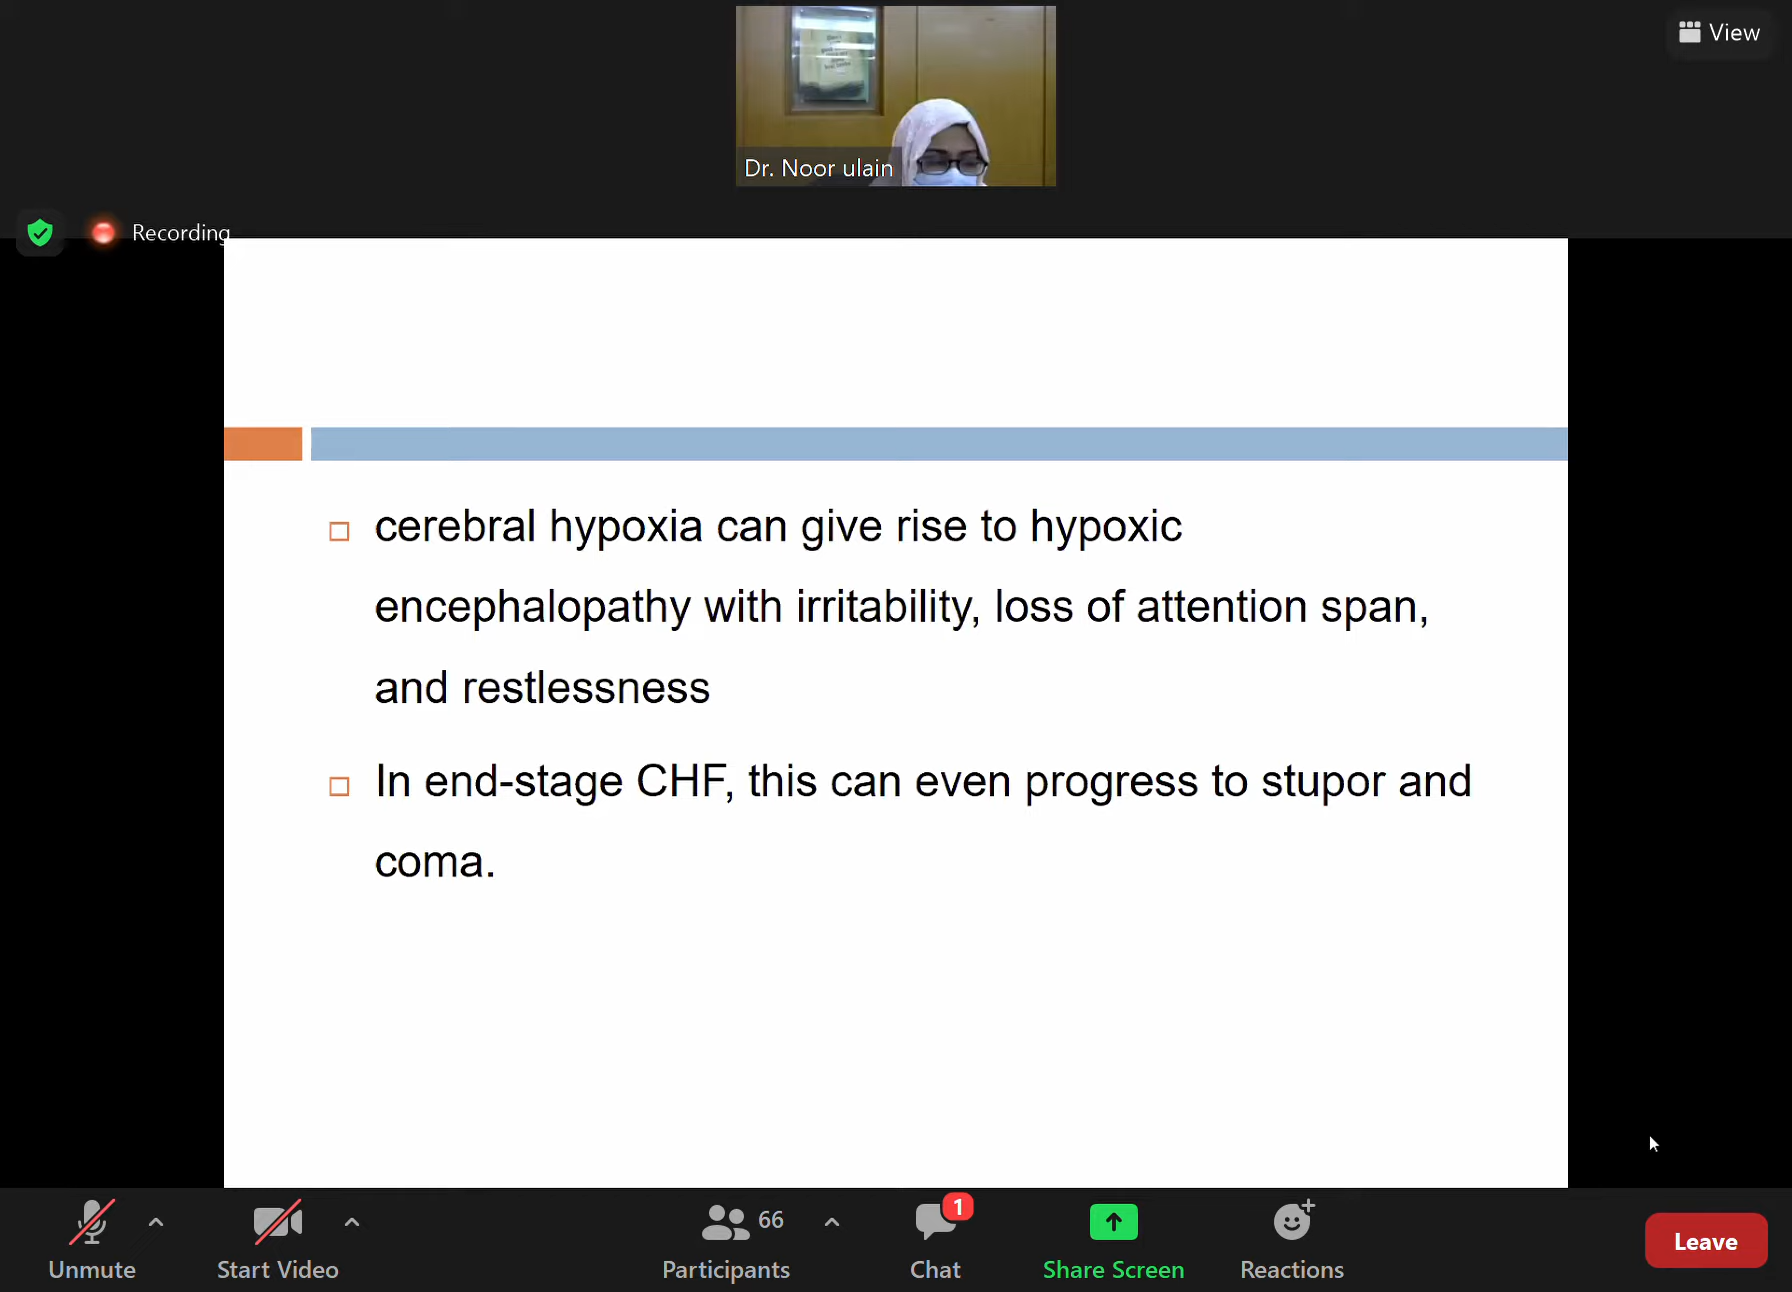 View
Dr. Noor ulain
Recording
cerebral hypoxia can give rise to hypoxic
encephalopathy with irritability, loss of attention span,
and restlessness
In end-stage CHF, this can even progress to stupor and
coma.
66
1
Unmute
Start Video
Participants
Chat
Share Screen
Reactions
Leave